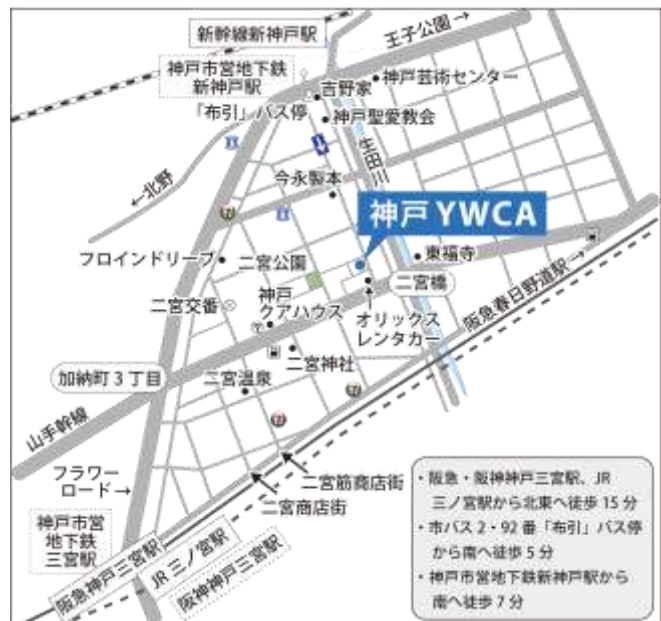 新幹線新神戸駅
王子公園→
神戸市営地下鉄
新神戸駅
神戸芸術センター
吉野家
「布引」バス停
神戸聖愛教会
生田川
←北野
今永製本
神戸 YWCA
フロインドリーブ
二宮公園
東福寺
二宮橋
二宮交番
神戸
クアハウス
オリックス
レンタカー
阪急春日野道駅→
二宮神社
加納町3丁目
二宮温泉
山手幹線
フラワー
ロード→
二宮筋商店街
二宮商店街
神戸市営
地下鉄
三宮駅
阪急神戸三宮駅
JR 三ノ宮駅
阪神神戸三宮駅
・阪急・阪神神戸三宮駅、JR
三ノ宮駅から北東へ徒歩 15 分
・市バス 2・92 番「布引」バス停
から南へ徒歩 5 分
・神戸市営地下鉄新神戸駅から
南へ徒歩 7 分